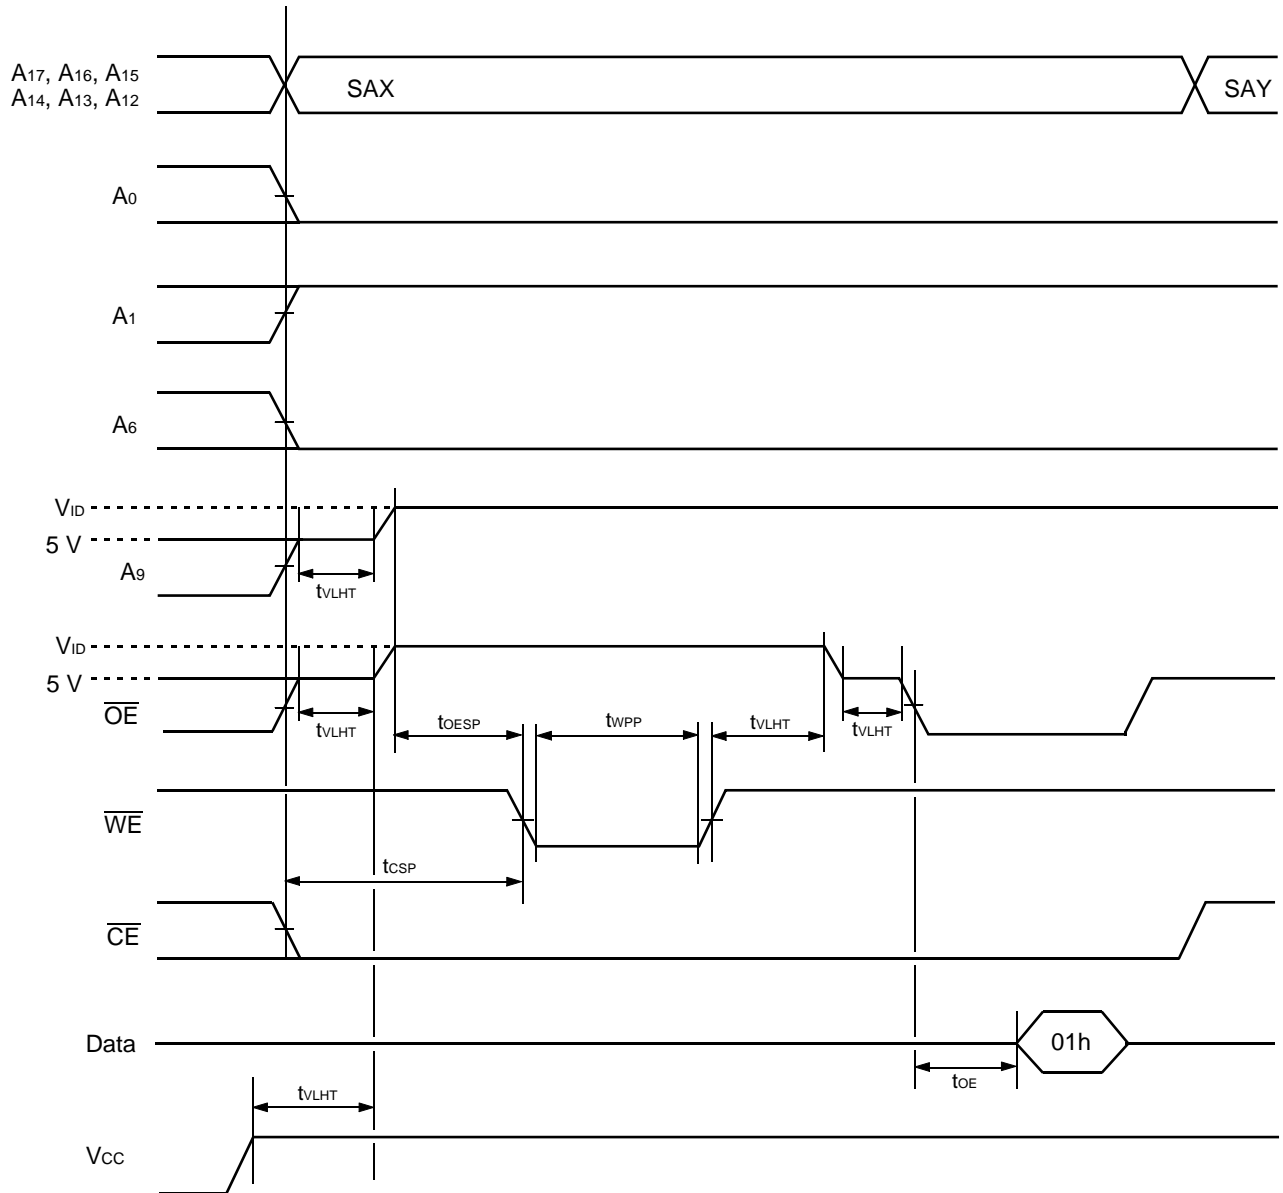 A17, A16, A15
A14, A13, A12
SAX
SAY
A0
A1
A6
VID
5 V
A9
tVLHT
VID
5 V
OE
tVLHT
tOESP
tWPP
tVLHT
tVLHT
WE
tCSP
CE
Data
01h
tOE
tVLHT
VCC